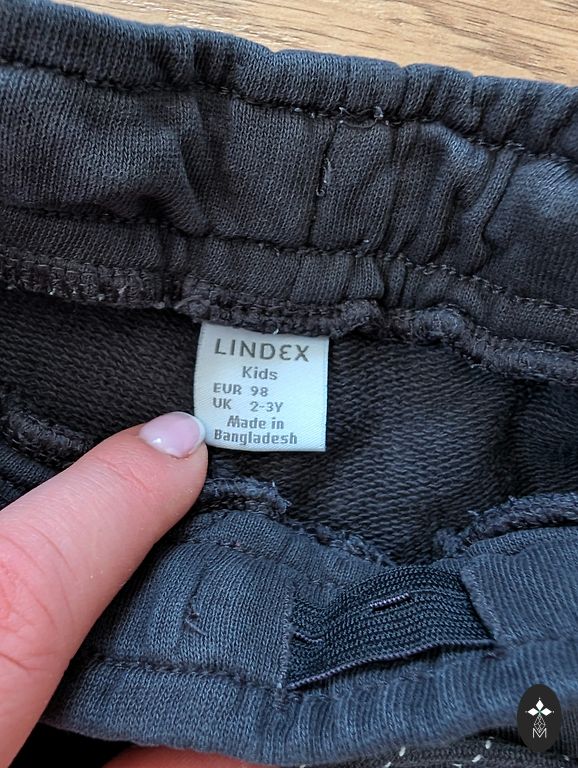 LINDEX
Kids
EUR 98
UK 2-3Y
Made in
Bangladesh
M